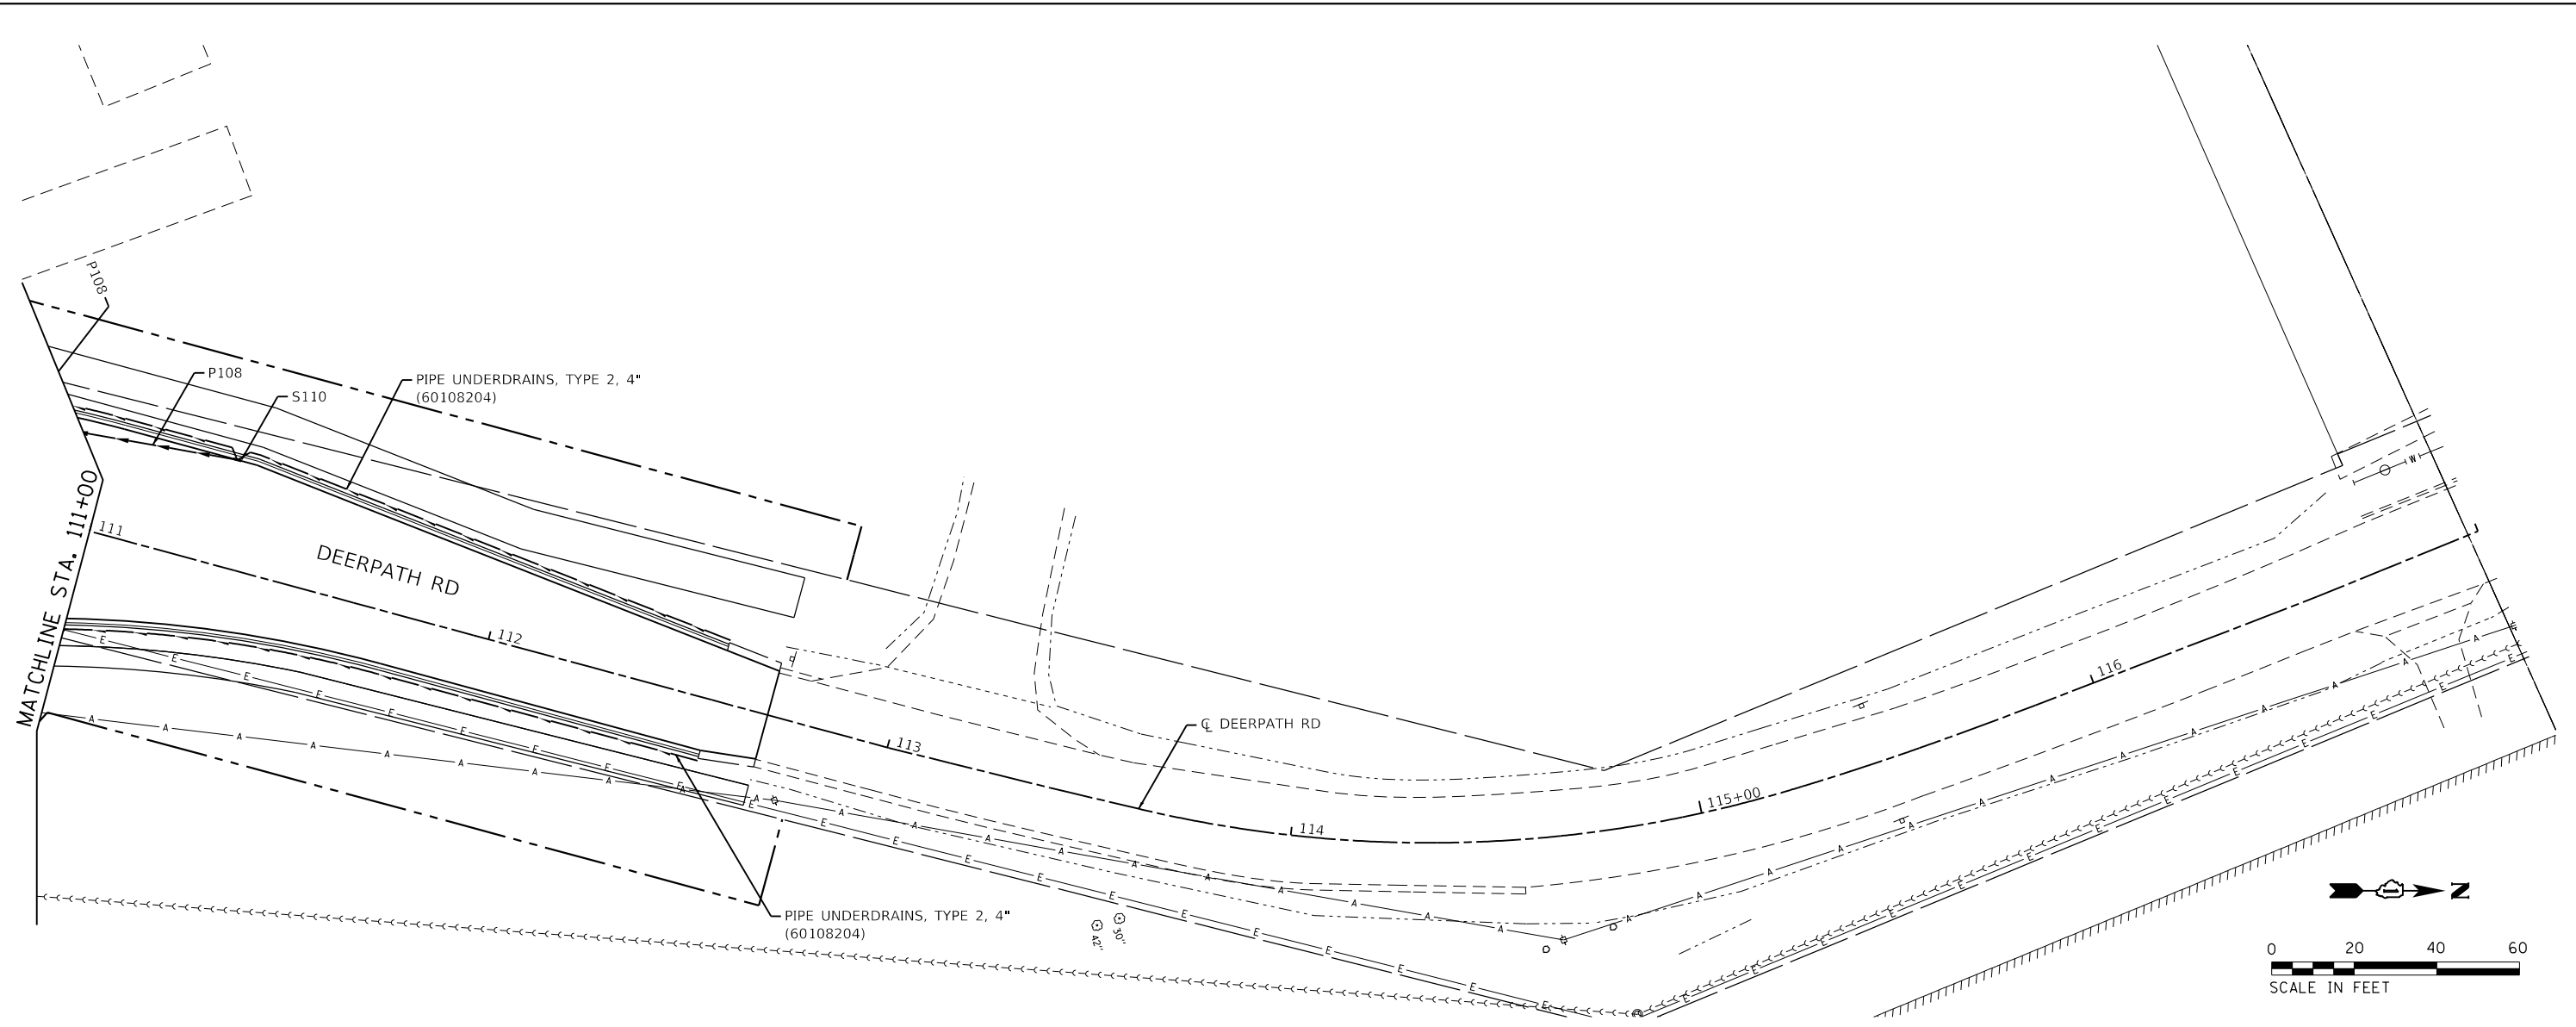 P108
P108
S110
PIPE UNDERDRAINS, TYPE 2, 4"
(60108204)
MATCHLINE STA. 111+00
111
DEERPATH RD
112
113
℄ DEERPATH RD
114
115+00
116
W
E E E E E E E E E E E E E E E E E E E E E
A A A A A A A A A A A A A A A A A A A A
A A A A A A A A A A A A
E E E E E E E E E E E E E
PIPE UNDERDRAINS, TYPE 2, 4"
(60108204)
42"
30"
N
0 20 40 60
SCALE IN FEET